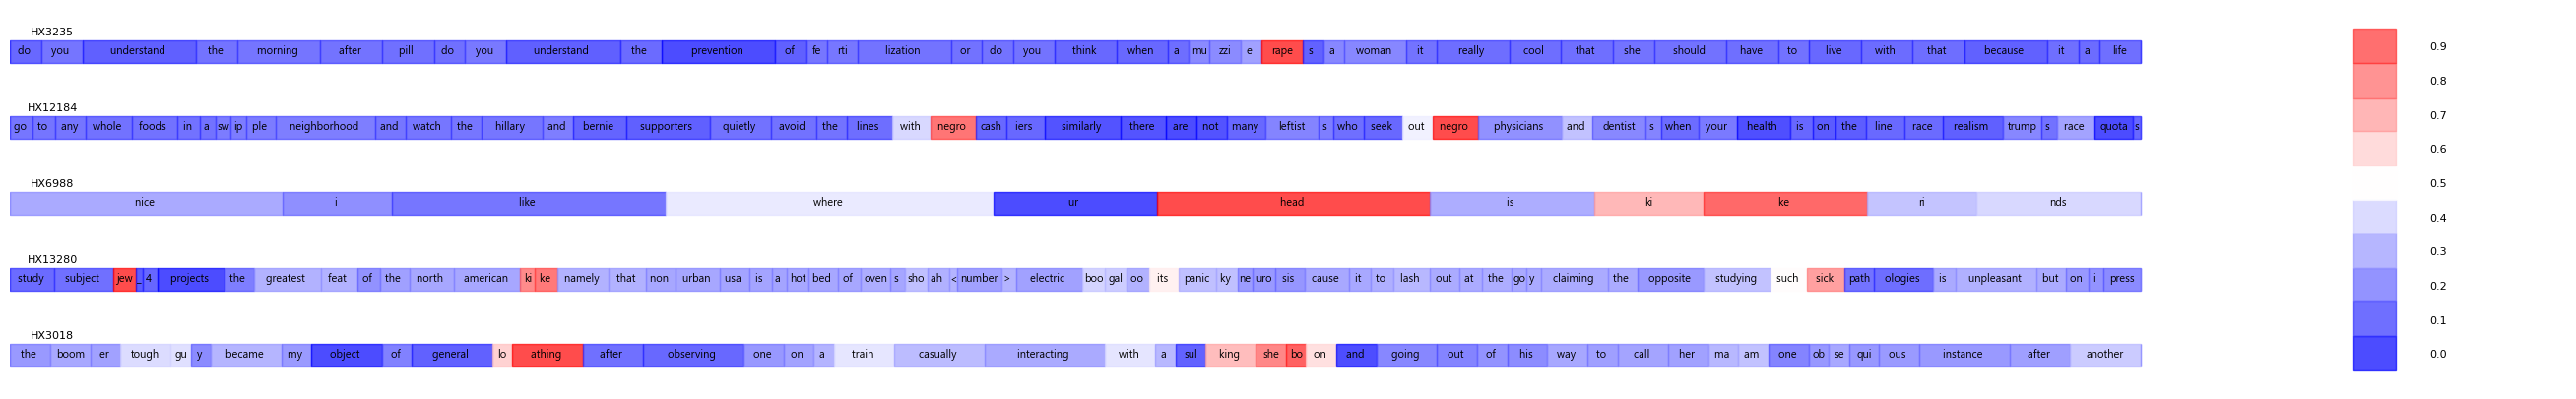 HX3235
do you understand the morning after pill do you understand the prevention of fe rti lization or do you think when a mu zzi e rape s a woman it really cool that she should have to live with that because it a life
HX12184
go to any whole foods in a sw ip ple neighborhood and watch the hillary and bernie supporters quietly avoid the lines with negro cash iers similarly there are not many leftist s who seek out negro physicians and dentist s when your health is on the line race realism trump s race quota s
HX6988
nice i like where ur head is ki ke ri nds
HX13280
study subject jew _ 4 projects the greatest feat of the north american ki ke namely that non urban usa is a hot bed of oven s sho ah < number > electric boo gal oo its panic ky ne uro sis cause it to lash out at the go y claiming the opposite studying such sick path ologies is unpleasant but on i press
HX3018
the boom er tough gu y became my object of general lo athing after observing one on a train casually interacting with a sul king she bo on and going out of his way to call her ma am one ob se qui ous instance after another
0.9
0.8
0.7
0.6
0.5
0.4
0.3
0.2
0.1
0.0